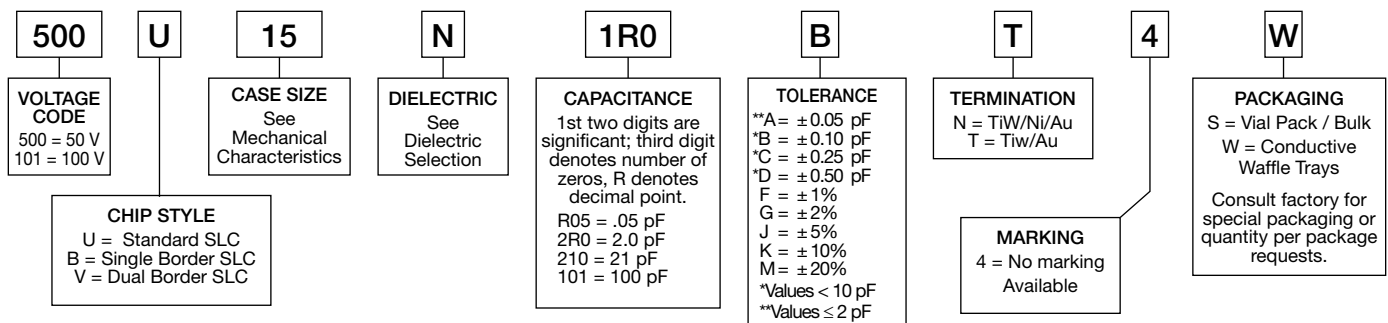 500 U 15 N 1R0 B T 4 W
VOLTAGE
CODE
500 = 50 V
101 = 100 V
CHIP STYLE
U = Standard SLC
B = Single Border SLC
V = Dual Border SLC
CASE SIZE
See
Mechanical
Characteristics
DIELECTRIC
See
Dielectric
Selection
CAPACITANCE
1st two digits are
significant; third digit
denotes number of
zeros, R denotes
decimal point.
R05 = .05 pF
2R0 = 2.0 pF
210 = 21 pF
101 = 100 pF
TOLERANCE
**A = ±0.05 pF
*B = ±0.10 pF
*C = ±0.25 pF
*D = ±0.50 pF
F = ±1%
G = ±2%
J = ±5%
K = ±10%
M = ±20%
*Values < 10 pF
**Values ≤ 2 pF
TERMINATION
N = TiW/Ni/Au
T = Tiw/Au
MARKING
4 = No marking
Available
PACKAGING
S = Vial Pack / Bulk
W = Conductive
Waffle Trays
Consult factory for
special packaging or
quantity per package
requests.